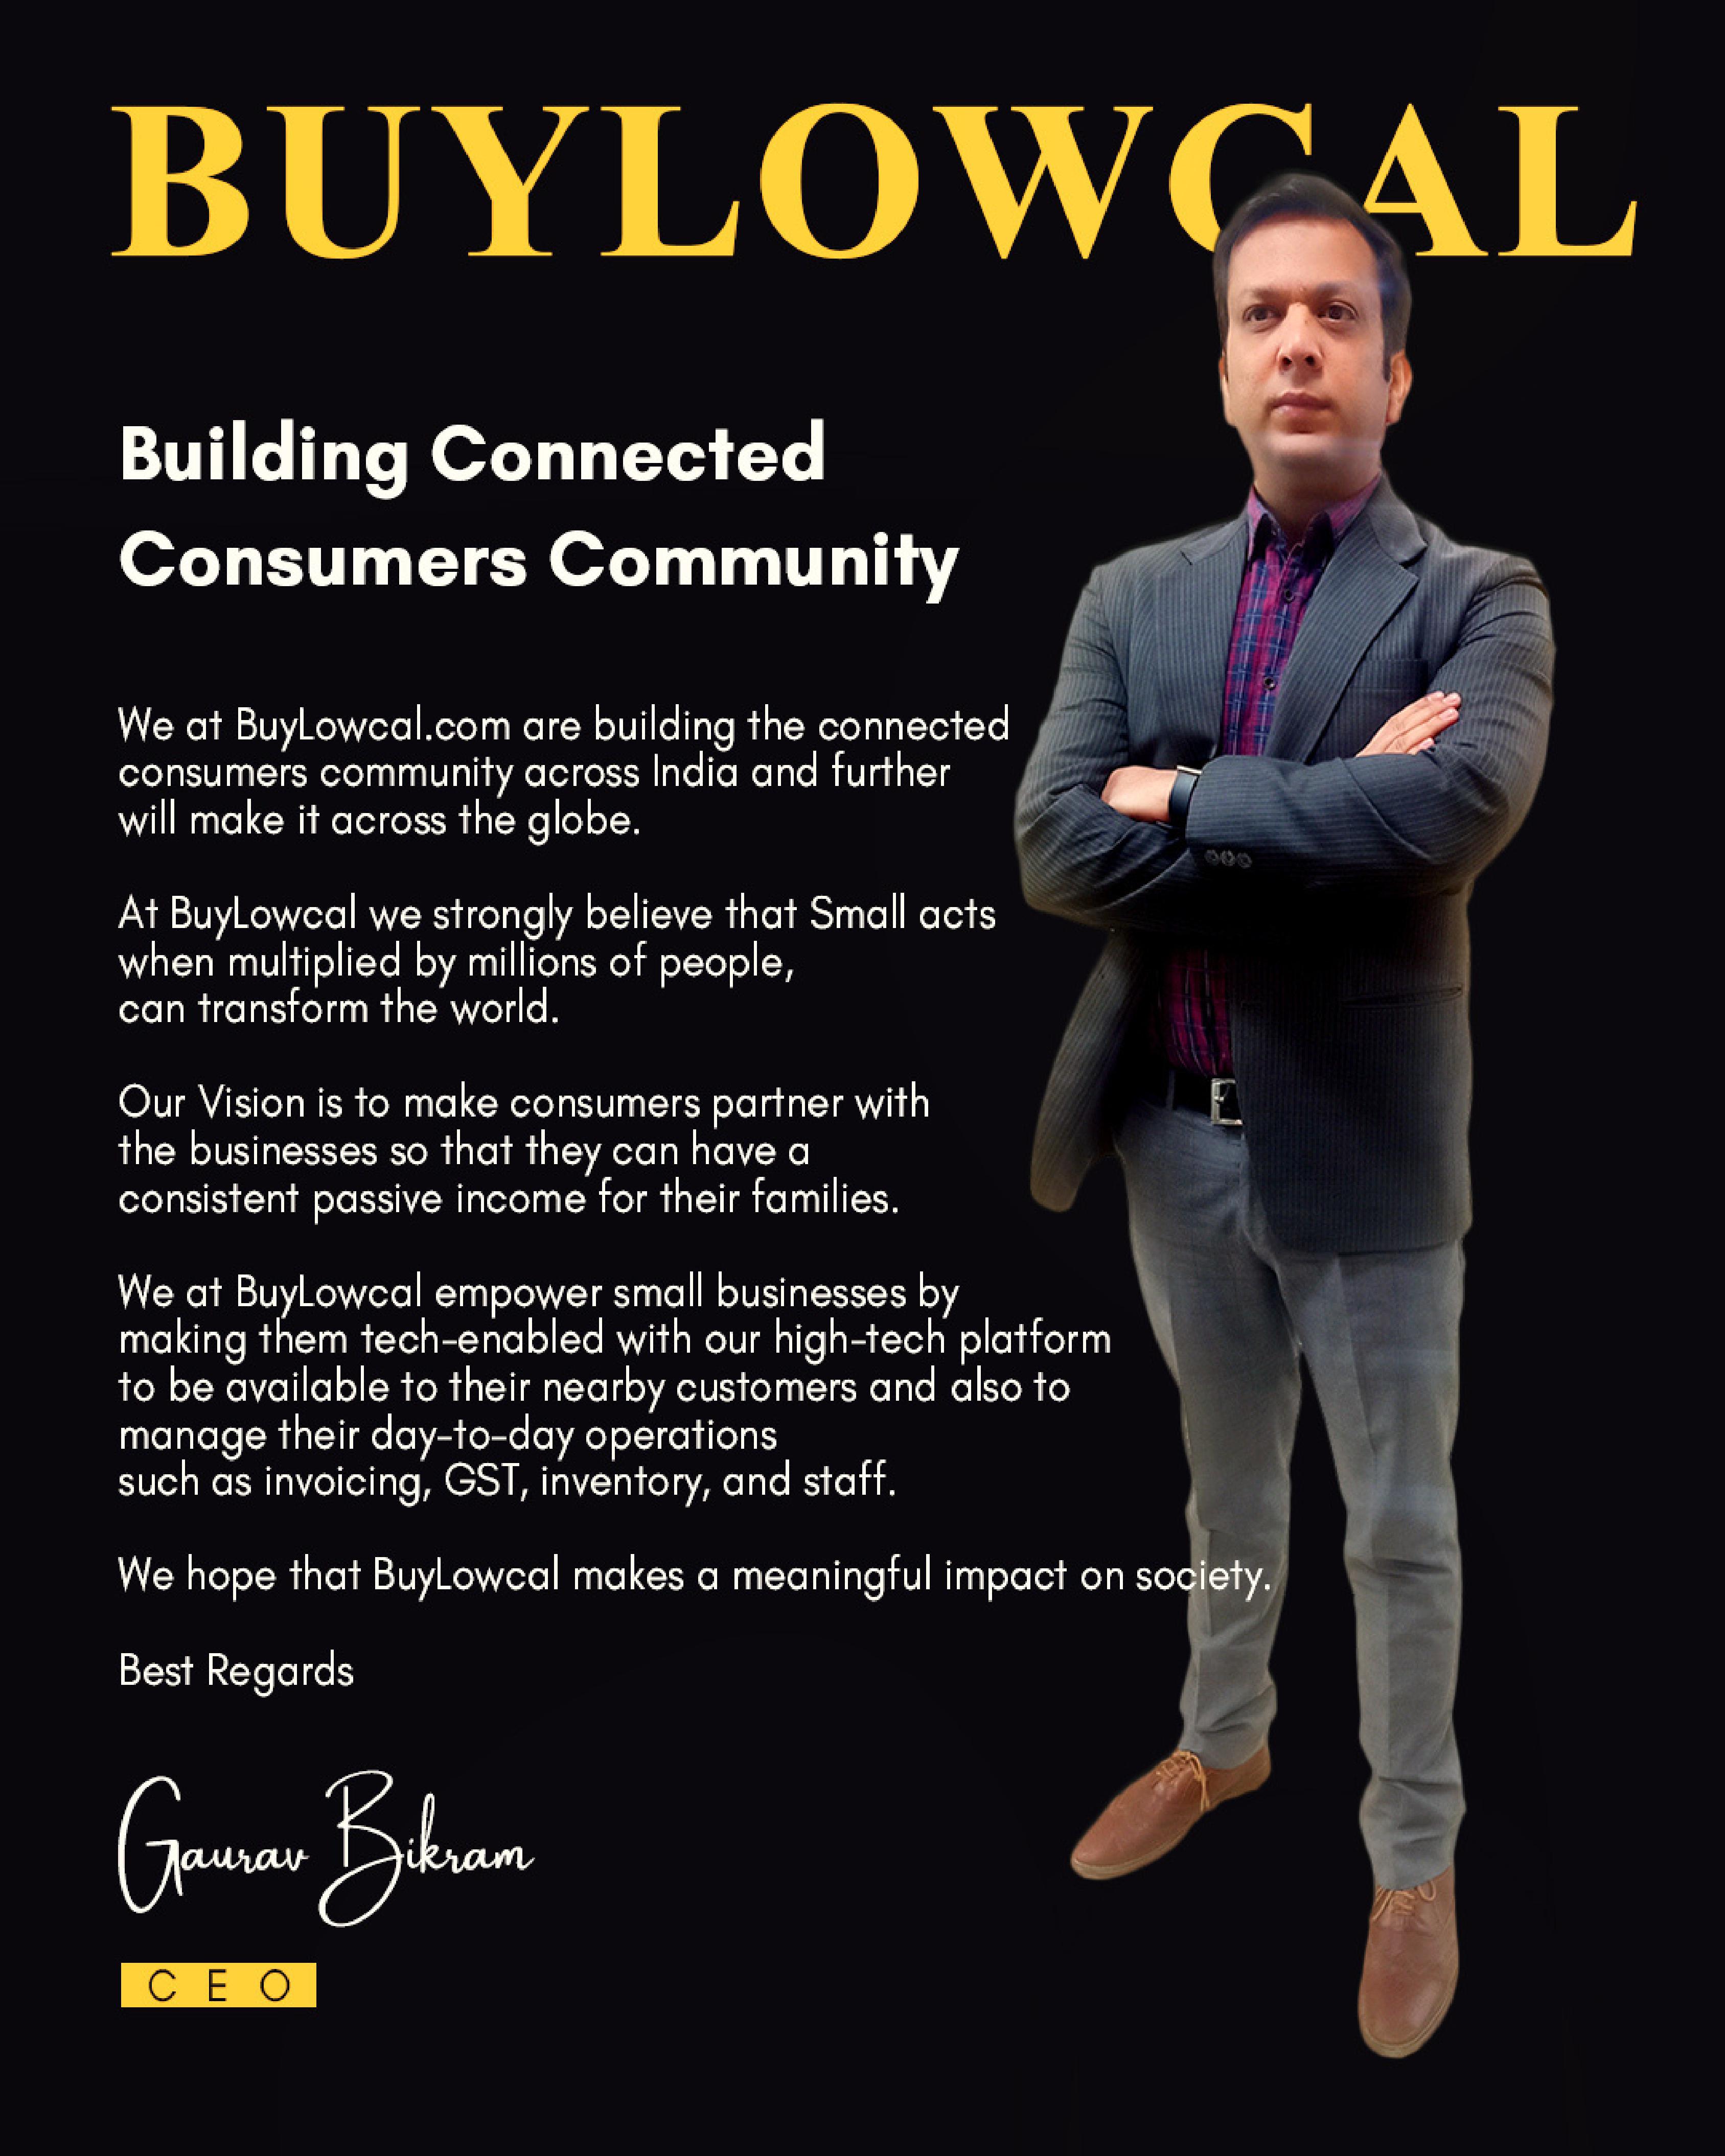 BUYLOWCAL
Building Connected
Consumers Community
We at BuyLowcal.com are building the connected
consumers community across India and further
will make it across the globe.
At BuyLowcal we strongly believe that Small acts
when multiplied by millions of people,
can transform the world.
Our Vision is to make consumers partner with
the businesses so that they can have a
consistent passive income for their families.
We at BuyLowcal empower small businesses by
making them tech-enabled with our high-tech platform
to be available to their nearby customers and also to
manage their day-to-day operations
such as invoicing, GST, inventory, and staff.
We hope that BuyLowcal makes a meaningful impact on society.
Best Regards
Gaurav Bikram
CEO